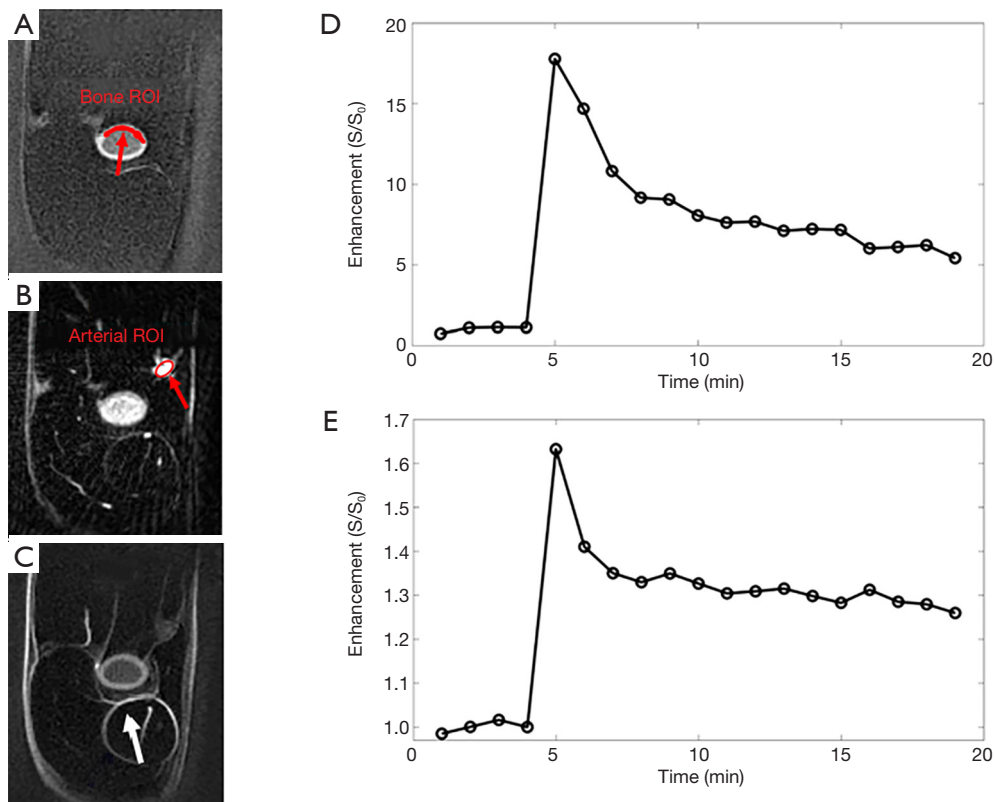 A
Bone ROI
B
Arterial ROI
C
D
20
15
10
5
0
Enhancement (S/S₀)
0
5
10
15
20
Time (min)
E
1.7
1.6
1.5
1.4
1.3
1.2
1.1
1.0
Enhancement (S/S₀)
0
5
10
15
20
Time (min)